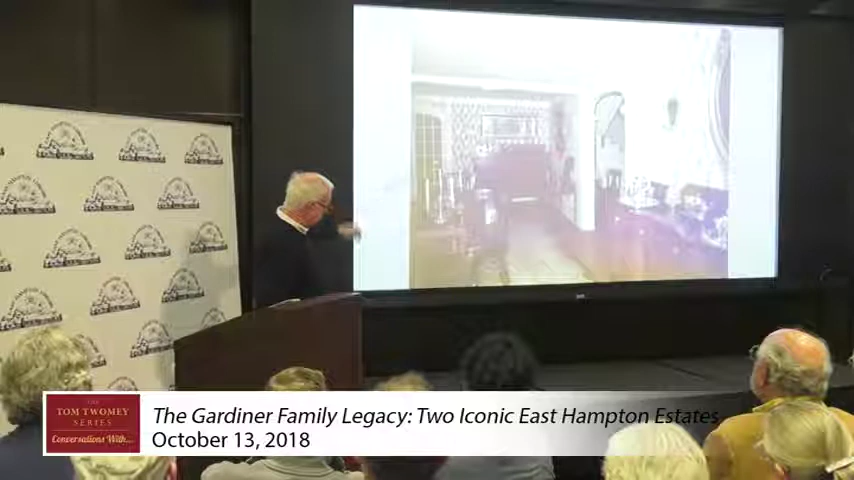 THE
TOM TWOMEY
SERIES
Conversations With...
The Gardiner Family Legacy: Two Iconic East Hampton Estates
October 13, 2018